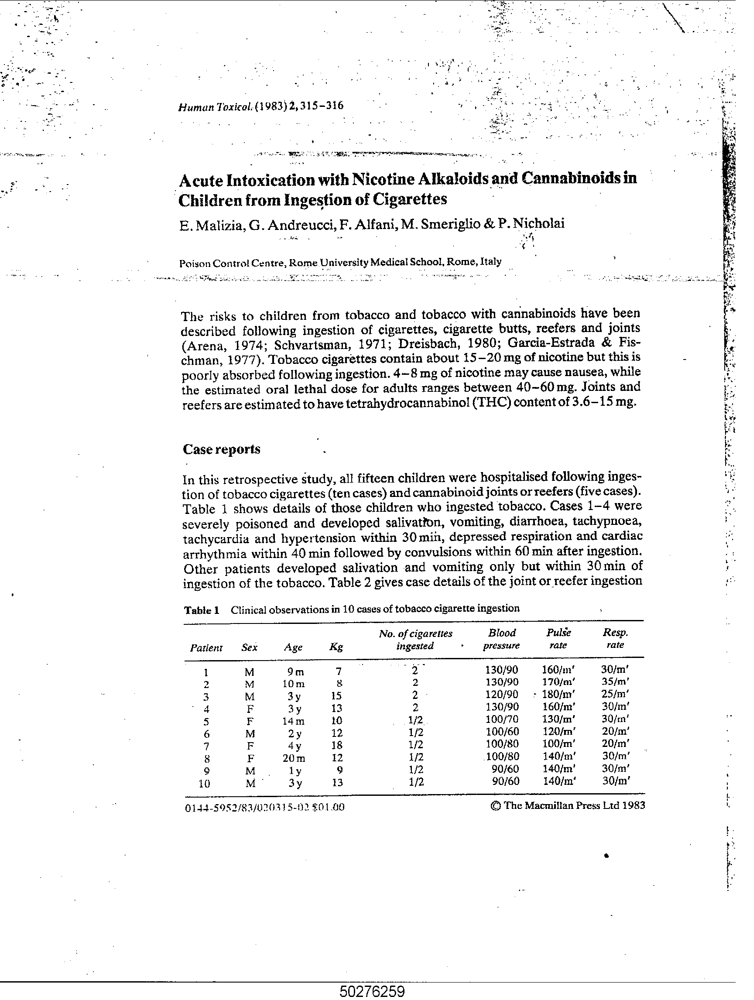 Human Toxicol. (1983) 2, 315–316
Acute Intoxication with Nicotine Alkaloids and Cannabinoids in
Children from Ingestion of Cigarettes
E. Malizia, G. Andreucci, F. Alfani, M. Smeriglio & P. Nicholai
Poison Control Centre, Rome University Medical School, Rome, Italy
The risks to children from tobacco and tobacco with cannabinoids have been
described following ingestion of cigarettes, cigarette butts, reefers and joints
(Arena, 1974; Schvartsman, 1971; Dreisbach, 1980; Garcia-Estrada & Fis-
chman, 1977). Tobacco cigarettes contain about 15–20 mg of nicotine but this is
poorly absorbed following ingestion. 4–8 mg of nicotine may cause nausea, while
the estimated oral lethal dose for adults ranges between 40–60 mg. Joints and
reefers are estimated to have tetrahydrocannabinol (THC) content of 3.6–15 mg.
Case reports
In this retrospective study, all fifteen children were hospitalised following inges-
tion of tobacco cigarettes (ten cases) and cannabinoid joints or reefers (five cases).
Table 1 shows details of those children who ingested tobacco. Cases 1–4 were
severely poisoned and developed salivation, vomiting, diarrhoea, tachypnoea,
tachycardia and hypertension within 30 min, depressed respiration and cardiac
arrhythmia within 40 min followed by convulsions within 60 min after ingestion.
Other patients developed salivation and vomiting only but within 30 min of
ingestion of the tobacco. Table 2 gives case details of the joint or reefer ingestion
Table 1 Clinical observations in 10 cases of tobacco cigarette ingestion
No. of cigarettes Blood Pulse Resp.
Patient Sex Age Kg ingested pressure rate rate
1 M 9 m 7 2 130/90 160/m' 30/m'
2 M 10 m 8 2 130/90 170/m' 35/m'
3 M 3 y 15 2 120/90 180/m' 25/m'
4 F 3 y 13 2 130/90 160/m' 30/m'
5 F 14 m 10 1/2 100/70 130/m' 30/m'
6 M 2 y 12 1/2 100/60 120/m' 20/m'
7 F 4 y 18 1/2 100/80 100/m' 20/m'
8 F 20 m 12 1/2 100/80 140/m' 30/m'
9 M 1 y 9 1/2 90/60 140/m' 30/m'
10 M 3 y 13 1/2 90/60 140/m' 30/m'
0144-5952/83/020315-02 $01.00 © The Macmillan Press Ltd 1983
50276259